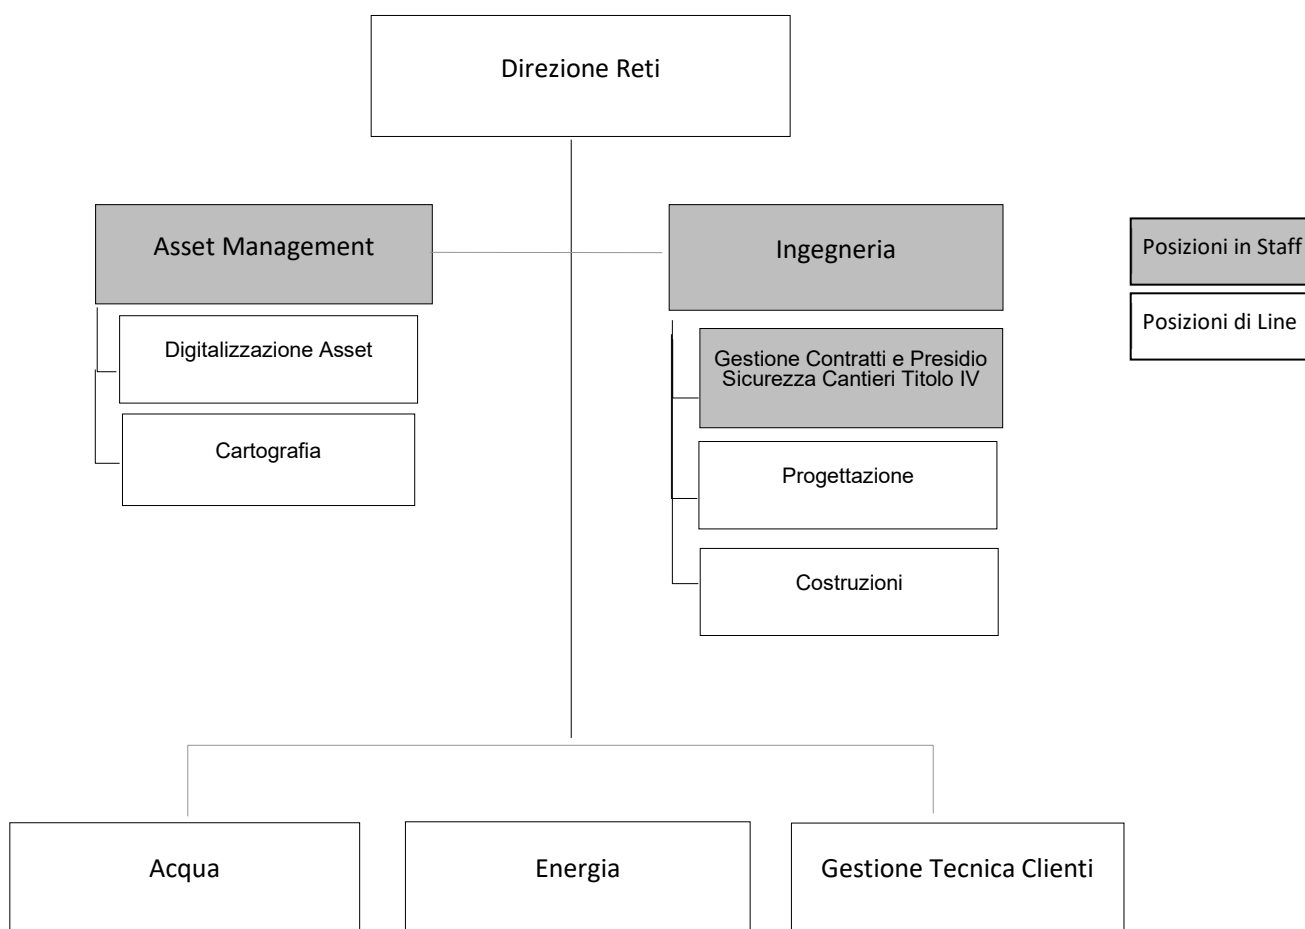 Direzione Reti
Asset Management
Ingegneria
Posizioni in Staff
Posizioni di Line
Digitalizzazione Asset
Cartografia
Gestione Contratti e Presidio
Sicurezza Cantieri Titolo IV
Progettazione
Costruzioni
Acqua
Energia
Gestione Tecnica Clienti